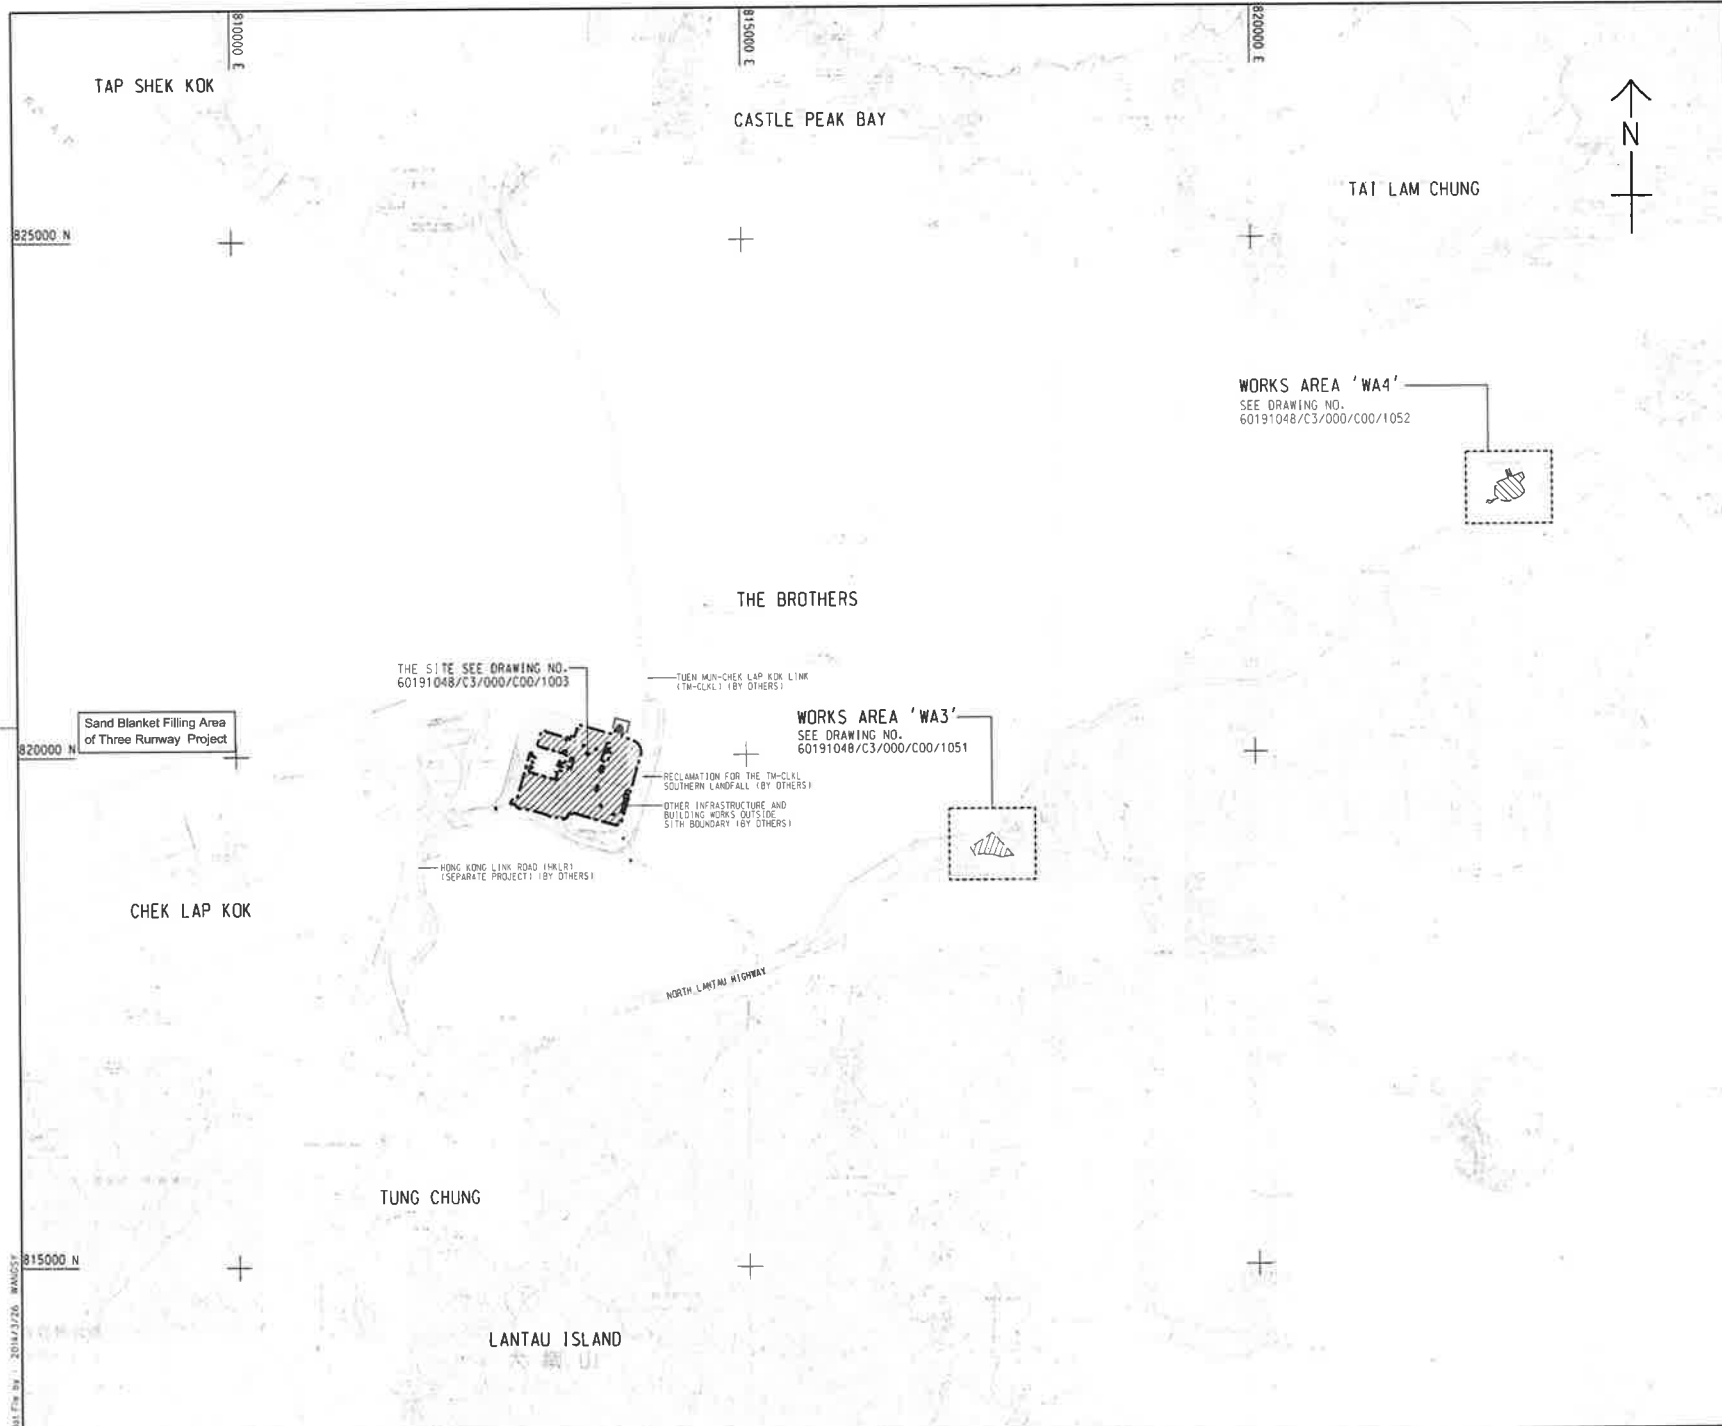 810000 E
815000 E
820000 E
TAP SHEK KOK
CASTLE PEAK BAY
N
TAI LAM CHUNG
825000 N
WORKS AREA 'WA4'
SEE DRAWING NO.
60191048/C3/000/C00/1052
THE BROTHERS
THE SITE SEE DRAWING NO.
60191048/C3/000/C00/1003
TUEN MUN-CHEK LAP KOK LINK
(TM-CLKL) (BY OTHERS)
Sand Blanket Filling Area
of Three Runway Project
WORKS AREA 'WA3'
SEE DRAWING NO.
60191048/C3/000/C00/1051
820000 N
RECLAMATION FOR THE TM-CLKL
SOUTHERN LANDFALL (BY OTHERS)
OTHER INFRASTRUCTURE AND
BUILDING WORKS OUTSIDE
SITH BOUNDARY (BY OTHERS)
HONG KONG LINK ROAD (HKLR)
(SEPARATE PROJECT) (BY OTHERS)
CHEK LAP KOK
NORTH LANTAU HIGHWAY
TUNG CHUNG
815000 N
LANTAU ISLAND
2014/3/26 WANGSY